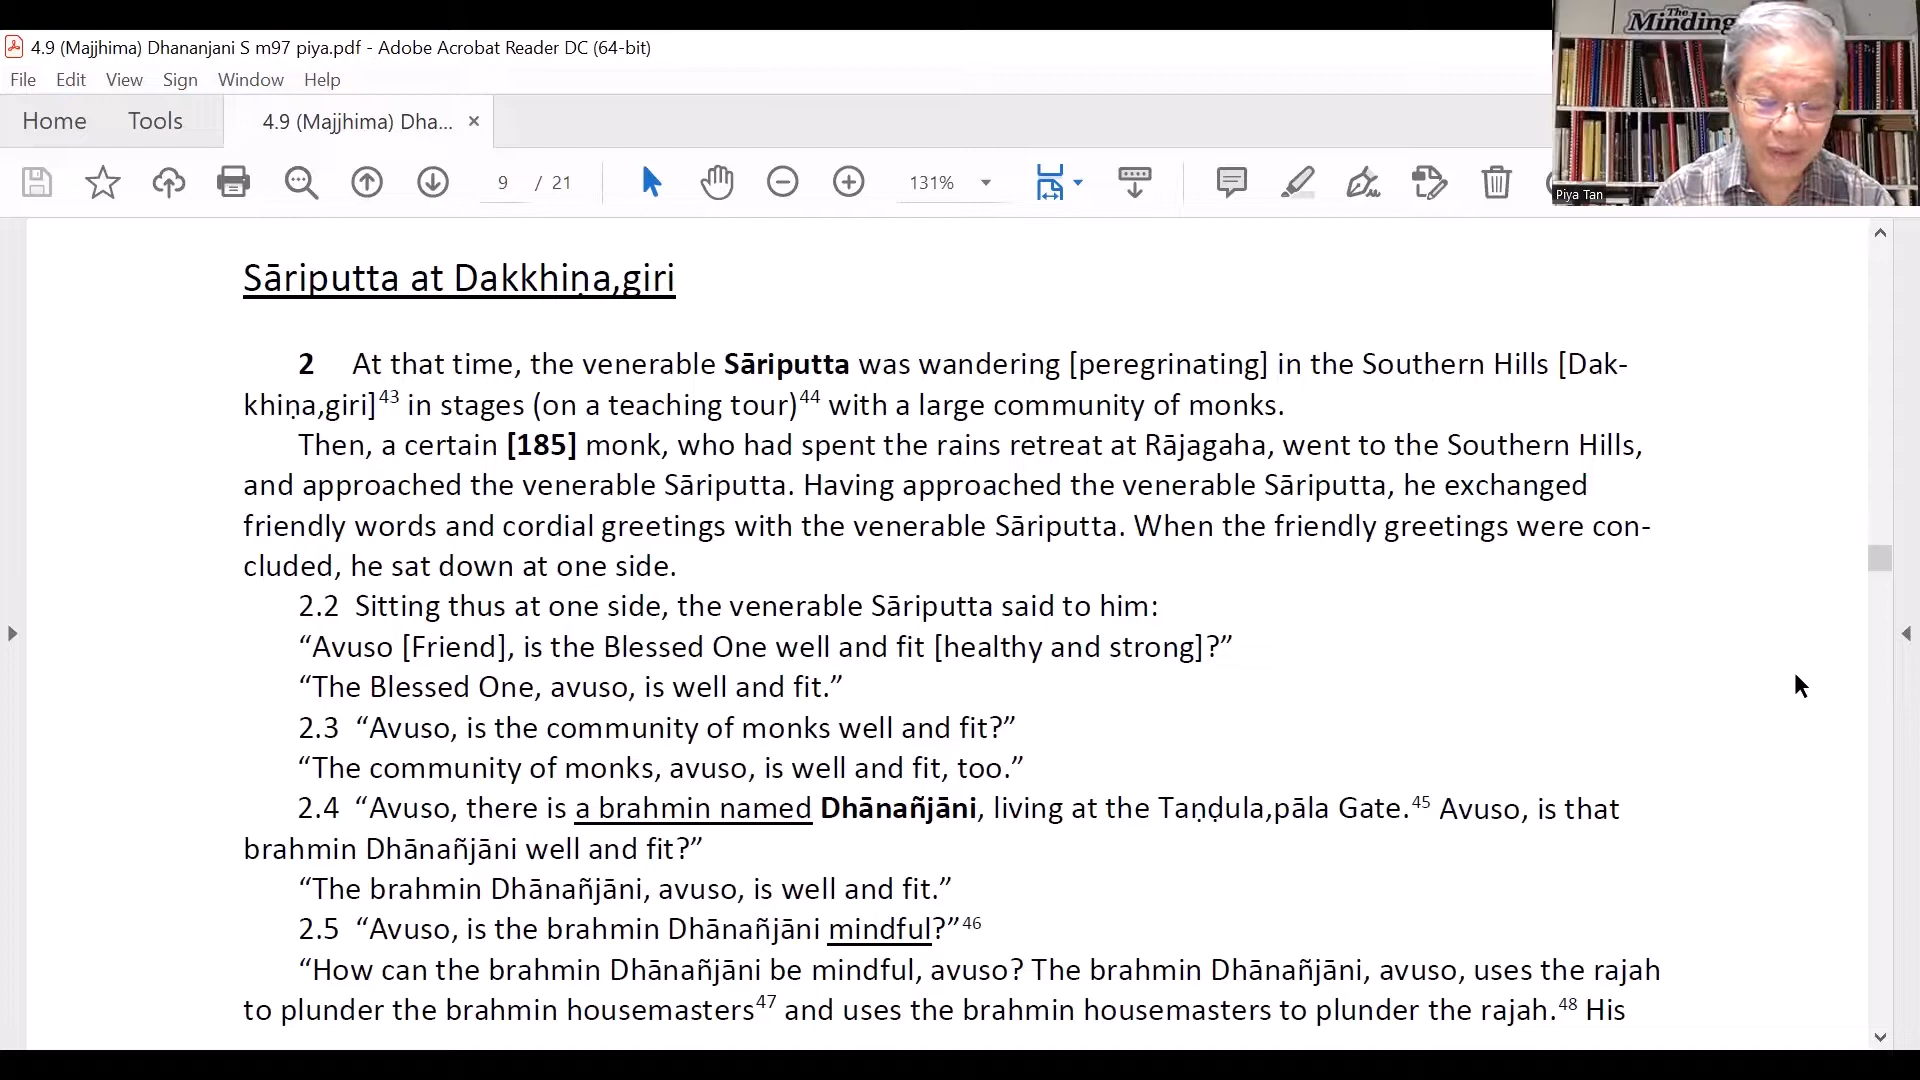 The
Minding
4.9 (Majjhima) Dhananjani S m97 piya.pdf - Adobe Acrobat Reader DC (64-bit)
File Edit View Sign Window Help
Home Tools 4.9 (Majjhima) Dha... ×
9 / 21 131%
Piya Tan
Sāriputta at Dakkhiṇa,giri
2 At that time, the venerable Sāriputta was wandering [peregrinating] in the Southern Hills [Dak-
khiṇa,giri]43 in stages (on a teaching tour)44 with a large community of monks.
Then, a certain [185] monk, who had spent the rains retreat at Rājagaha, went to the Southern Hills,
and approached the venerable Sāriputta. Having approached the venerable Sāriputta, he exchanged
friendly words and cordial greetings with the venerable Sāriputta. When the friendly greetings were con-
cluded, he sat down at one side.
2.2 Sitting thus at one side, the venerable Sāriputta said to him:
“Avuso [Friend], is the Blessed One well and fit [healthy and strong]?”
“The Blessed One, avuso, is well and fit.”
2.3 “Avuso, is the community of monks well and fit?”
“The community of monks, avuso, is well and fit, too.”
2.4 “Avuso, there is a brahmin named Dhānañjāni, living at the Taṇḍula,pāla Gate.45 Avuso, is that
brahmin Dhānañjāni well and fit?”
“The brahmin Dhānañjāni, avuso, is well and fit.”
2.5 “Avuso, is the brahmin Dhānañjāni mindful?”46
“How can the brahmin Dhānañjāni be mindful, avuso? The brahmin Dhānañjāni, avuso, uses the rajah
to plunder the brahmin housemasters47 and uses the brahmin housemasters to plunder the rajah.48 His